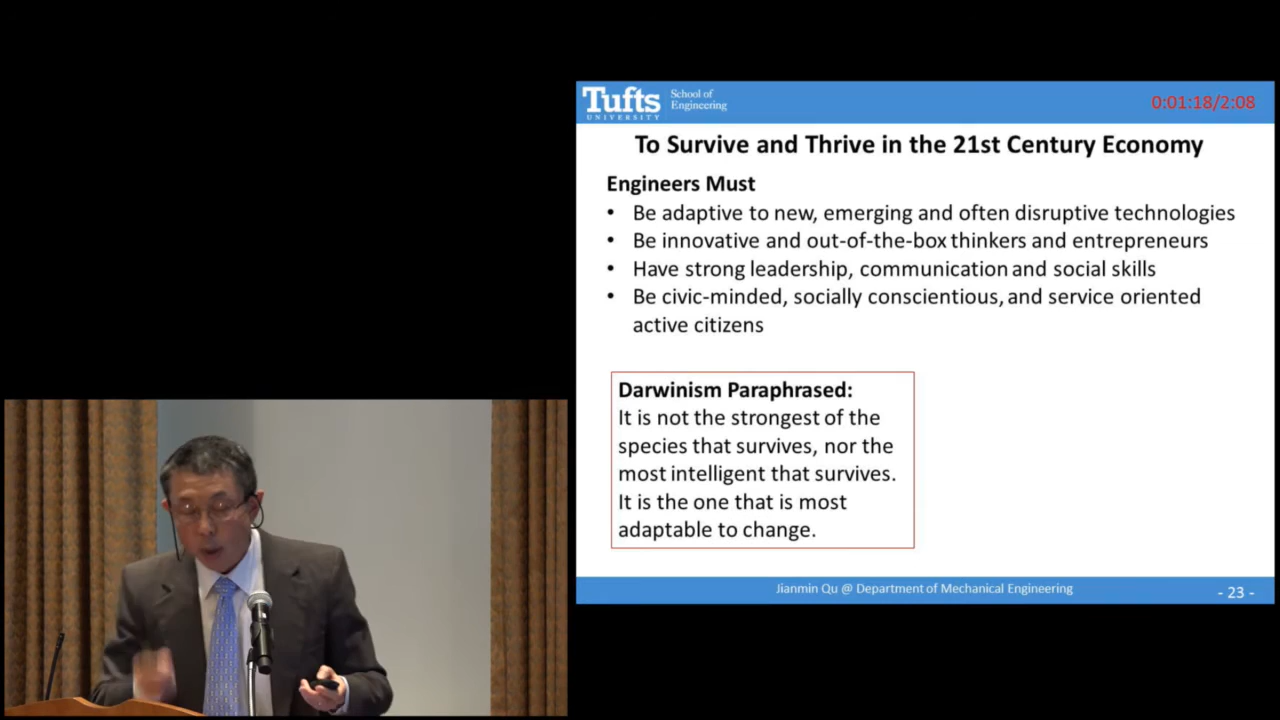 Tufts
UNIVERSITY
School of
Engineering
0:01:18/2:08
To Survive and Thrive in the 21st Century Economy
Engineers Must
• Be adaptive to new, emerging and often disruptive technologies
• Be innovative and out-of-the-box thinkers and entrepreneurs
• Have strong leadership, communication and social skills
• Be civic-minded, socially conscientious, and service oriented
active citizens
Darwinism Paraphrased:
It is not the strongest of the
species that survives, nor the
most intelligent that survives.
It is the one that is most
adaptable to change.
Jianmin Qu @ Department of Mechanical Engineering
- 23 -